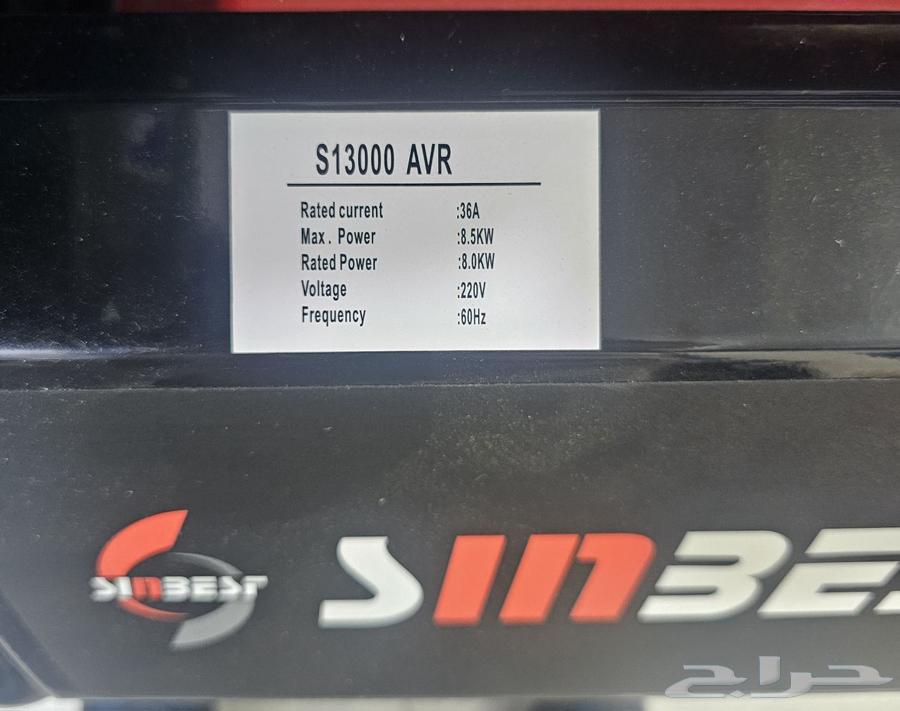 S13000 AVR
Rated current :36A
Max. Power :8.5KW
Rated Power :8.0KW
Voltage :220V
Frequency :60Hz
SINBEST
SINBES
حراج